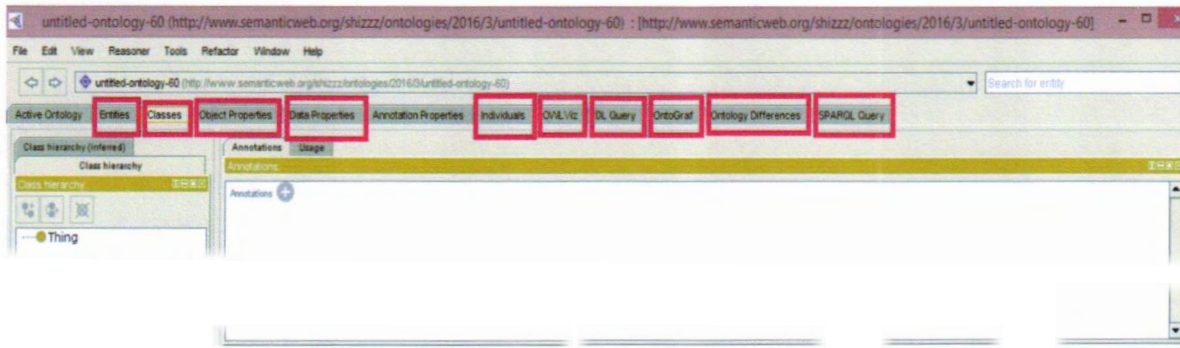 untitled-ontology-60 (http://www.semanticweb.org/shizzz/ontologies/2016/3/untitled-ontology-60) : [http://www.semanticweb.org/shizzz/ontologies/2016/3/untitled-ontology-60]
File Edit View Reasoner Tools Refactor Window Help
untitled-ontology-60 (http://www.semanticweb.org/shizzz/ontologies/2016/3/untitled-ontology-60) Search for entity
Active Ontology Entities Classes Object Properties Data Properties Annotation Properties Individuals OWLViz DL Query OntoGraf Ontology Differences SPARQL Query
Class hierarchy (inferred) Annotations Usage
Class hierarchy Annotations
Class hierarchy Annotations
Thing